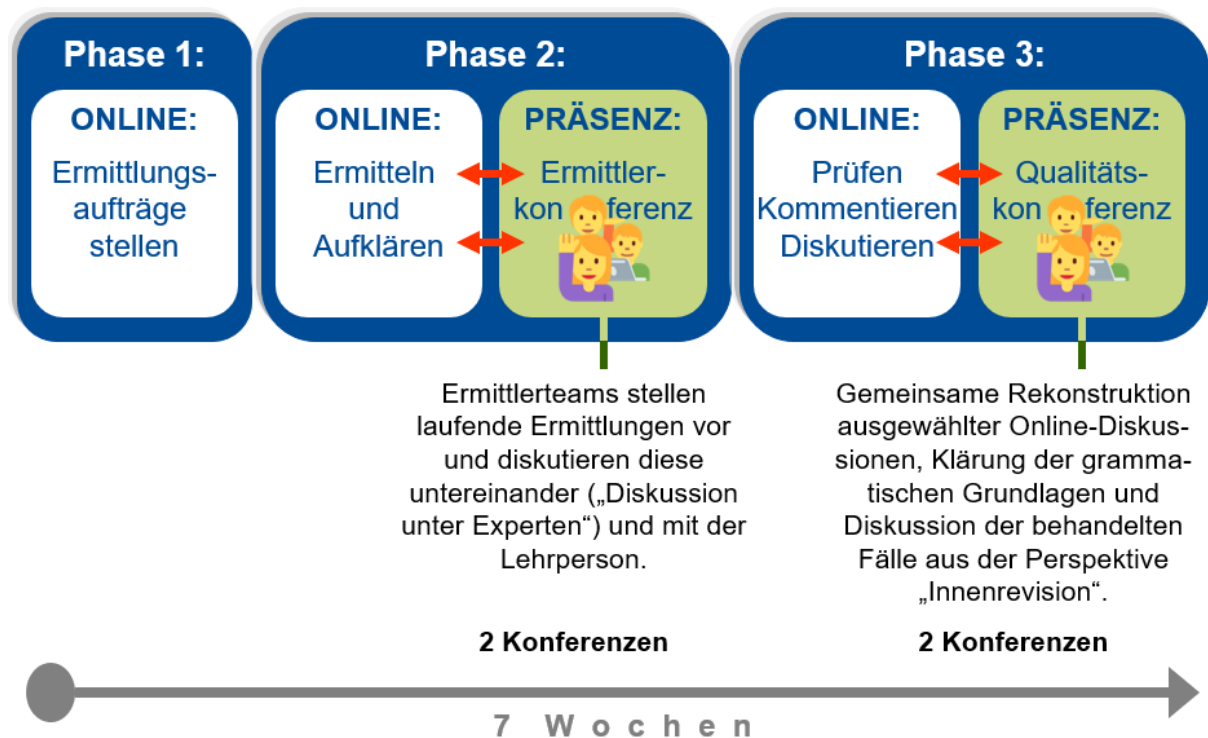 Phase 1:
ONLINE:
Ermittlungs-
aufträge
stellen
Phase 2:
ONLINE:
Ermitteln
und
Aufklären
PRÄSENZ:
Ermittler-
konferenz
Ermittlerteams stellen
laufende Ermittlungen vor
und diskutieren diese
untereinander („Diskussion
unter Experten“) und mit der
Lehrperson.
2 Konferenzen
Phase 3:
ONLINE:
Prüfen
Kommentieren
Diskutieren
PRÄSENZ:
Qualitäts-
konferenz
Gemeinsame Rekonstruktion
ausgewählter Online-Diskus-
sionen, Klärung der gramma-
tischen Grundlagen und
Diskussion der behandelten
Fälle aus der Perspektive
„Innenrevision“.
2 Konferenzen
7 Wochen